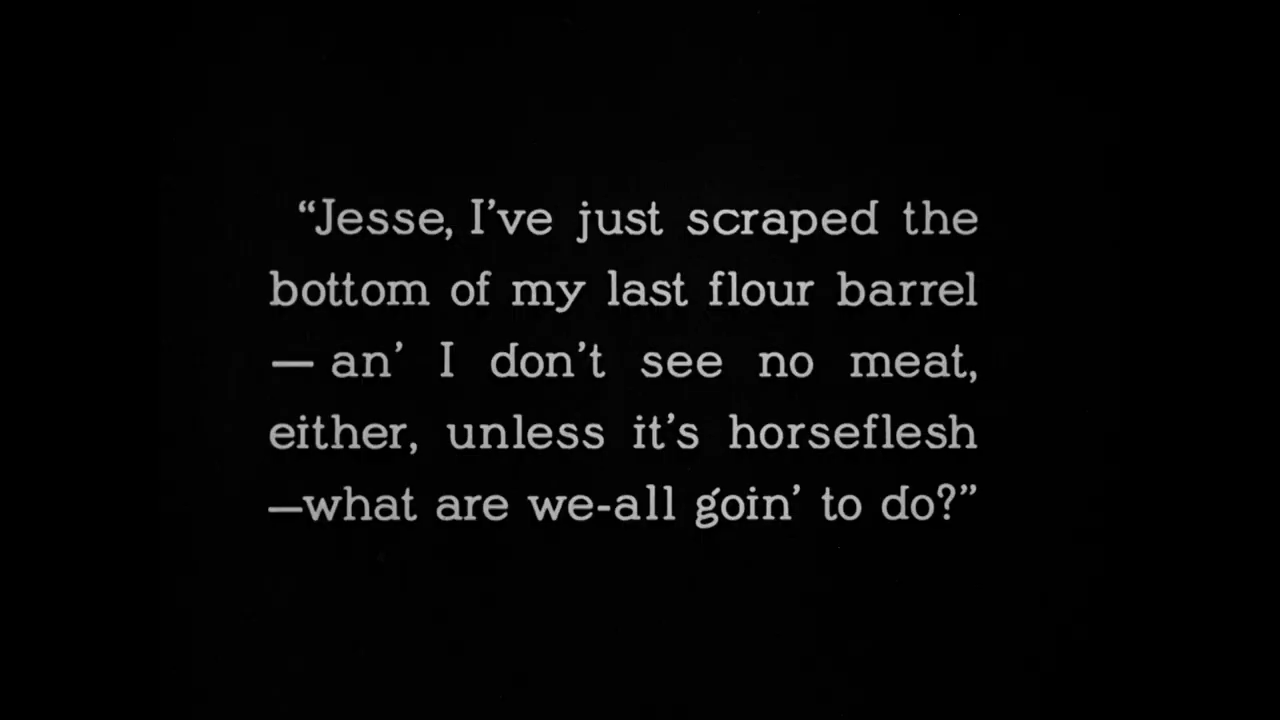 “Jesse, I’ve just scraped the
bottom of my last flour barrel
— an’ I don’t see no meat,
either, unless it’s horseflesh
—what are we-all goin’ to do?”